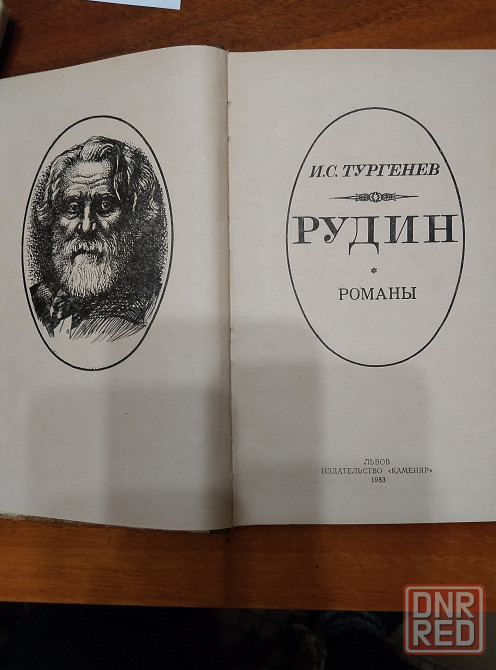 И.С. ТУРГЕНЕВ
РУДИН
*
РОМАНЫ
ЛЬВОВ
ИЗДАТЕЛЬСТВО «КАМЕНЯР»
1983
DNR
RED